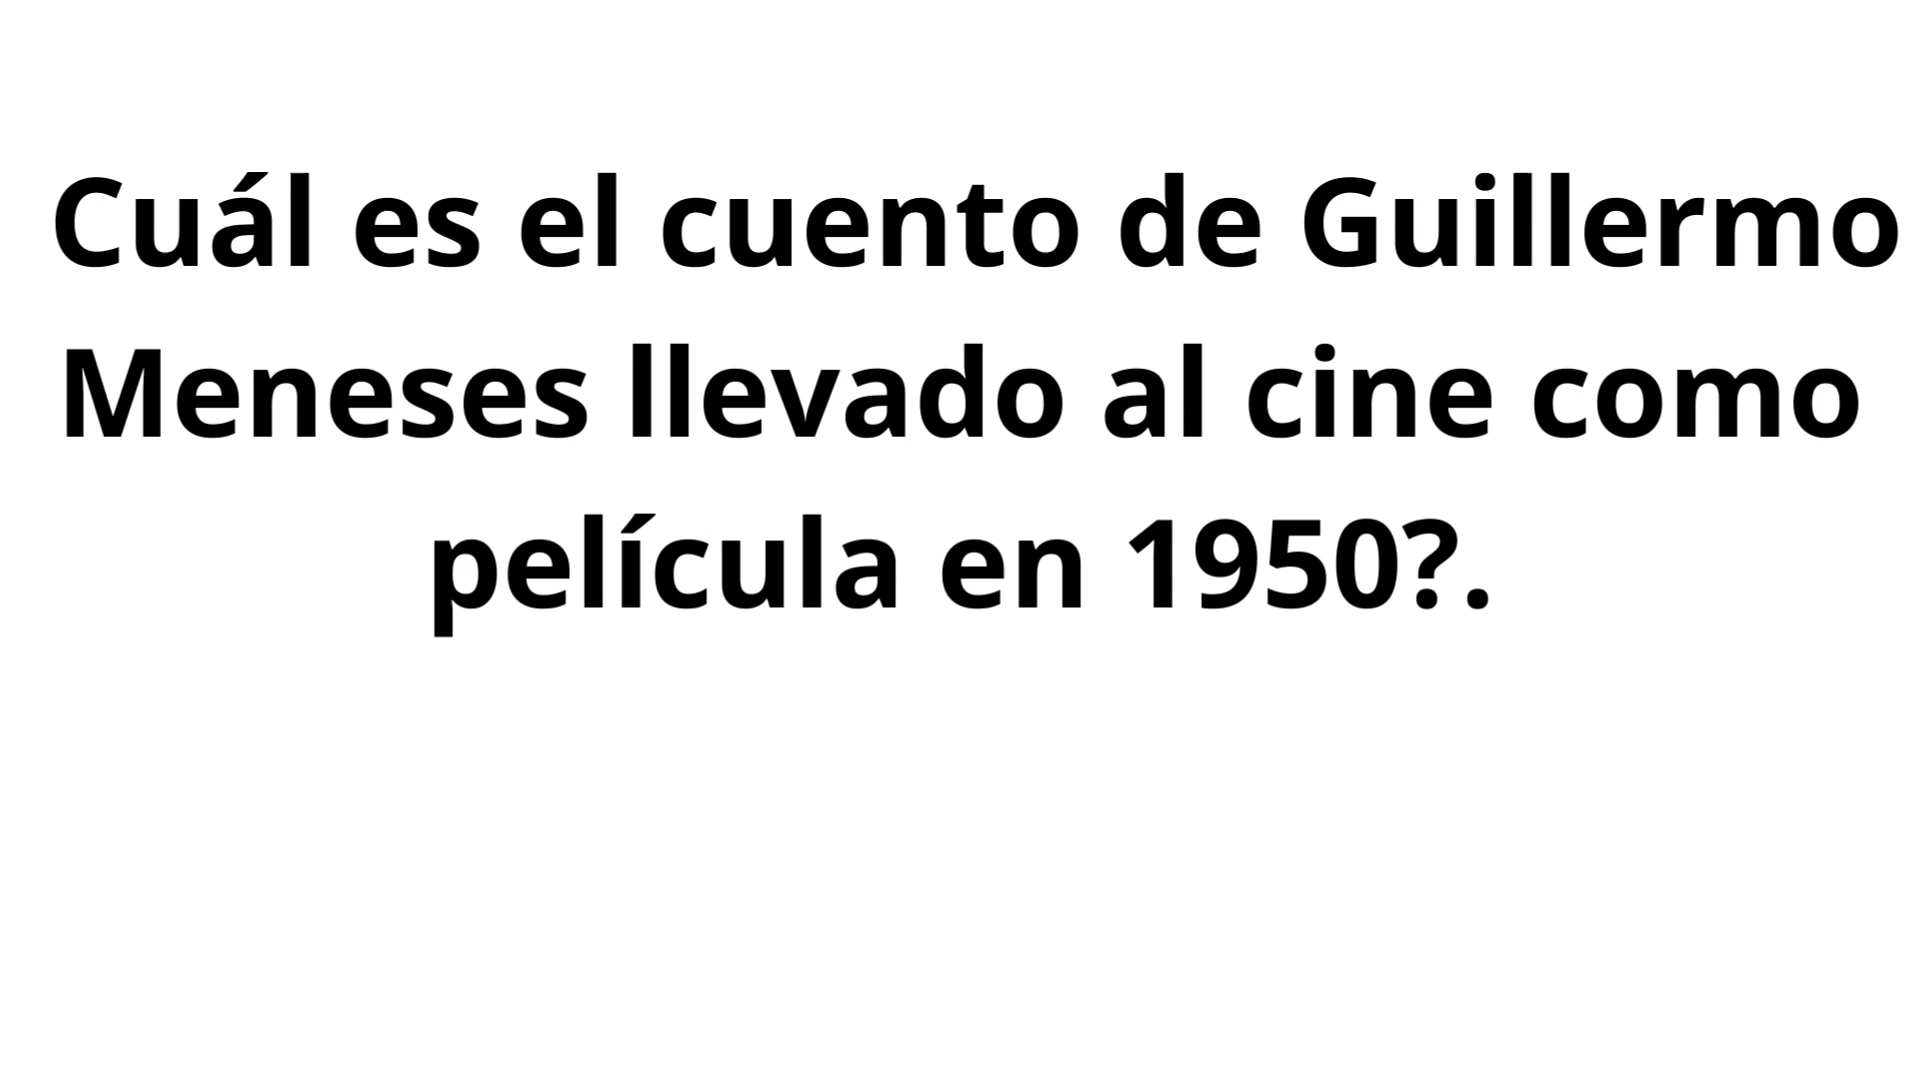 Cuál es el cuento de Guillermo
Meneses llevado al cine como
película en 1950?.